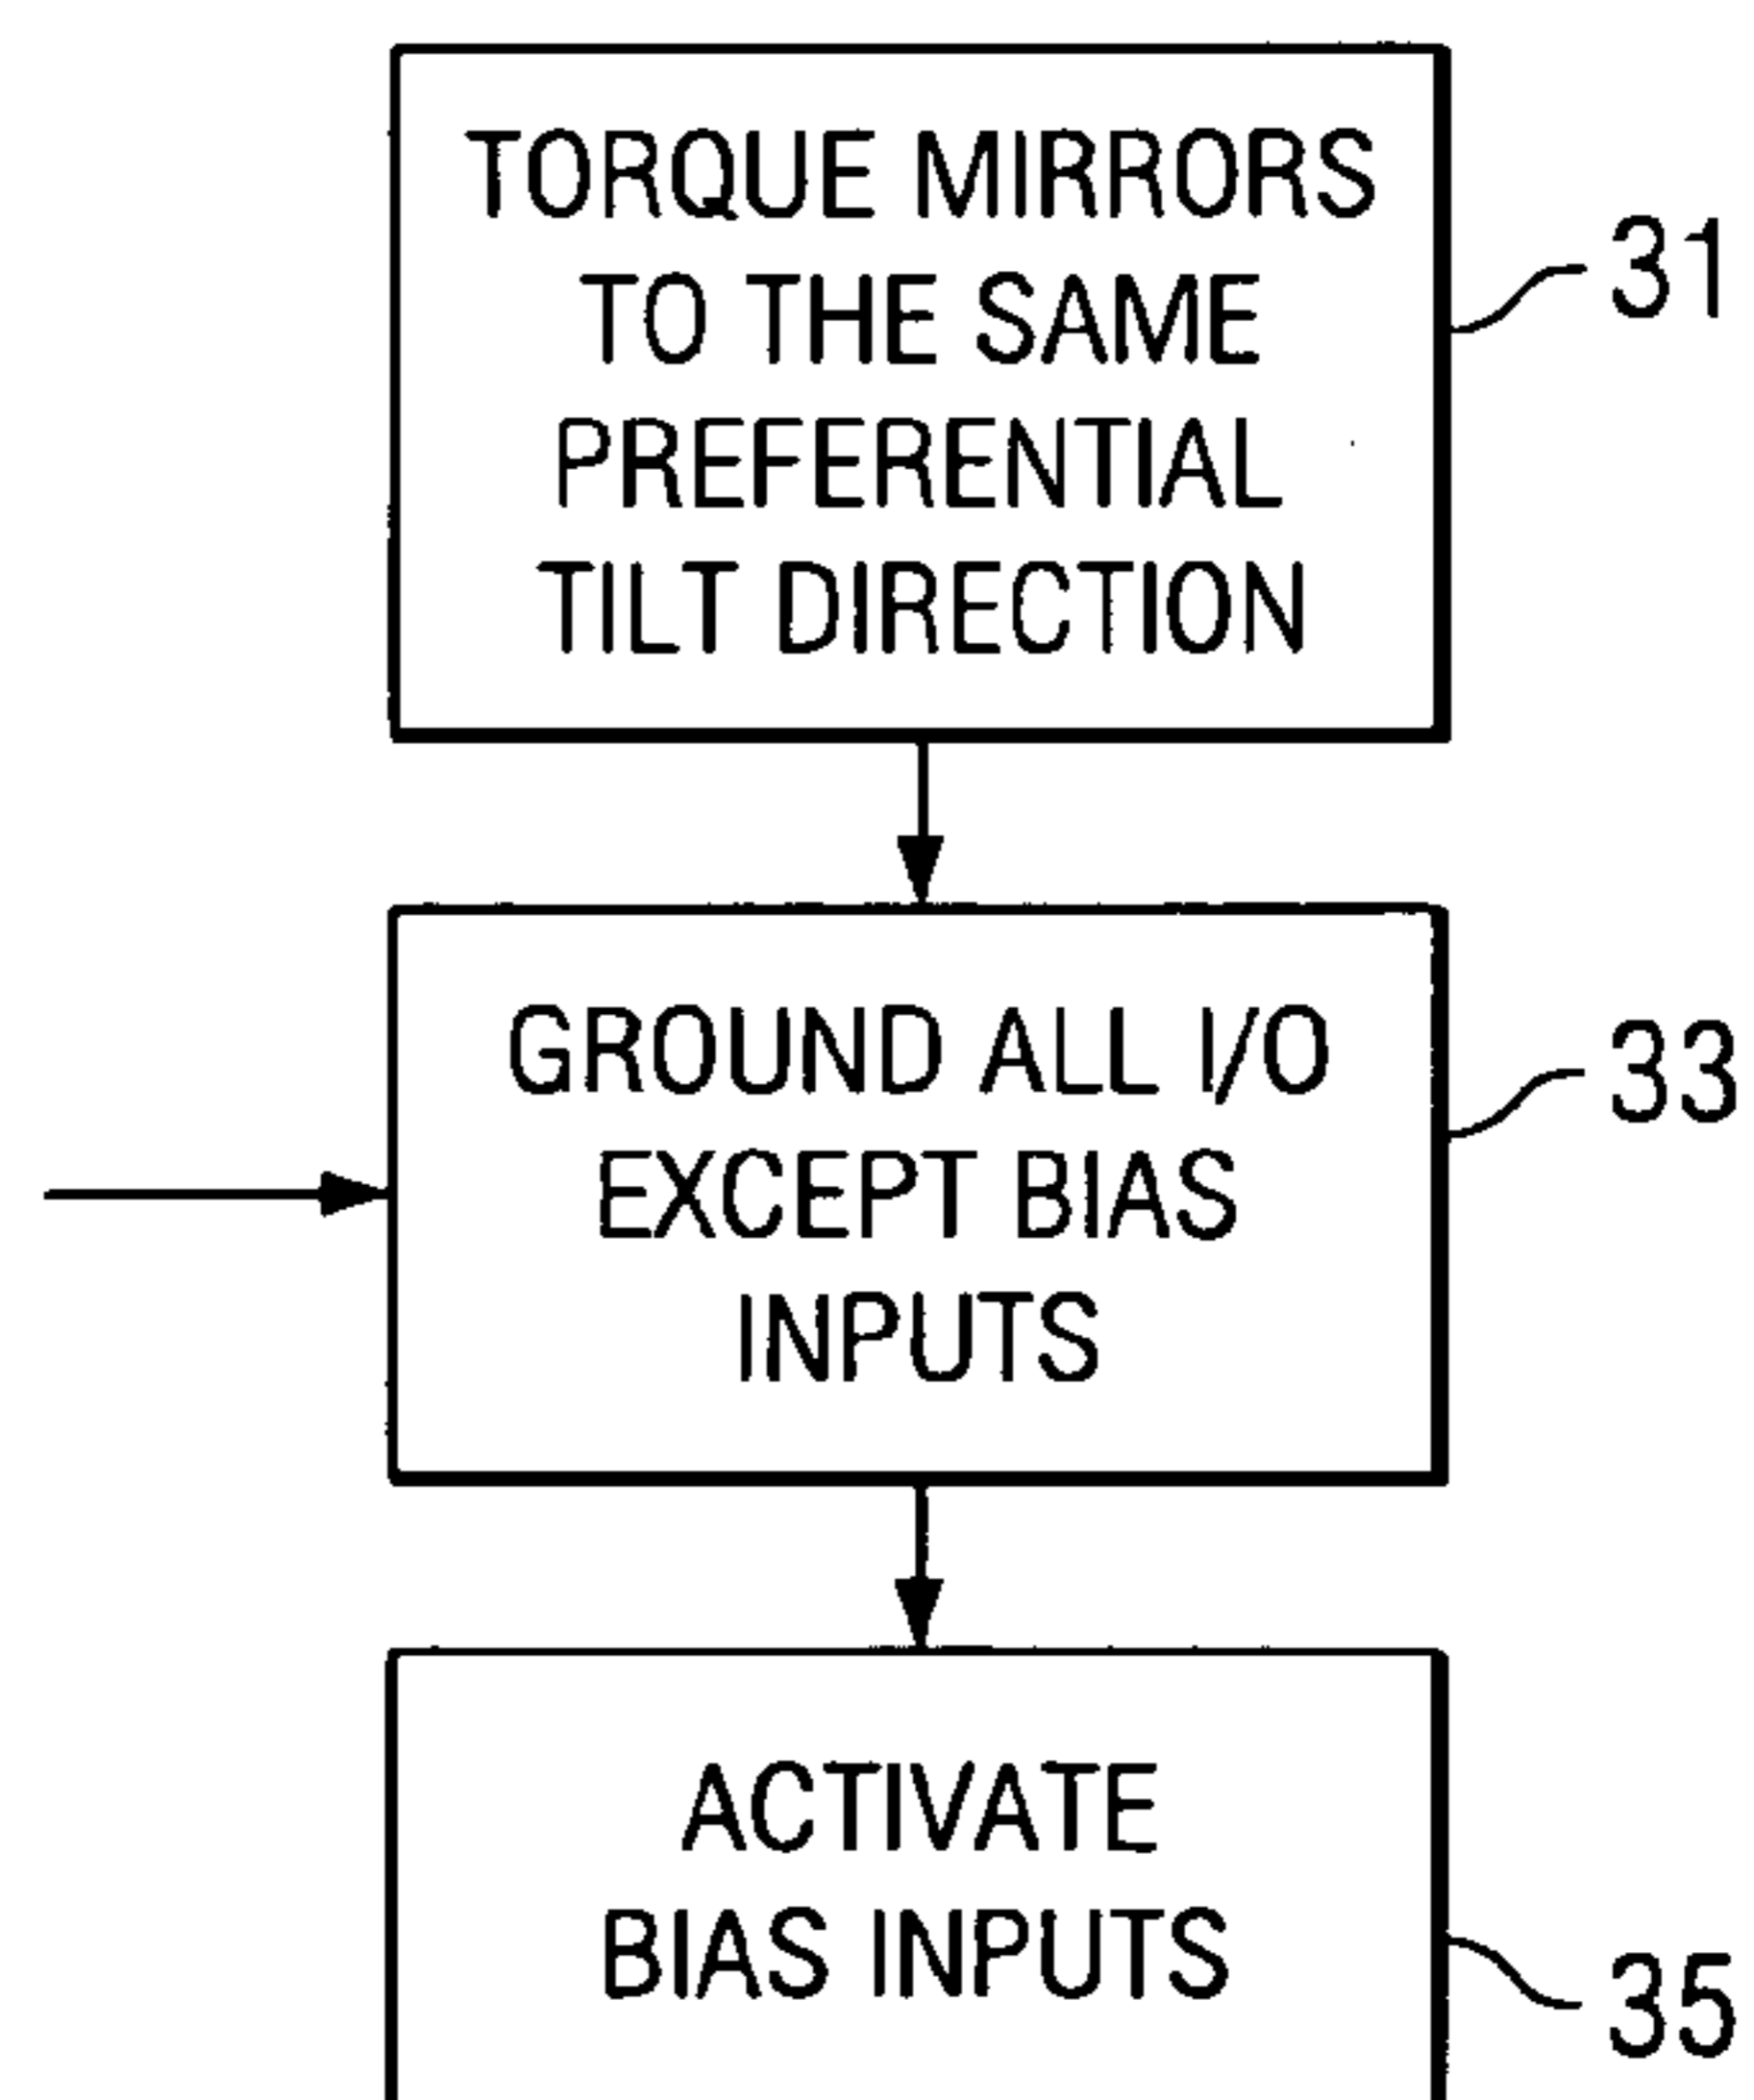 TORQUE MIRRORS
TO THE SAME
PREFERENTIAL
TILT DIRECTION
31
GROUND ALL I/O
EXCEPT BIAS
INPUTS
33
ACTIVATE
BIAS INPUTS
35